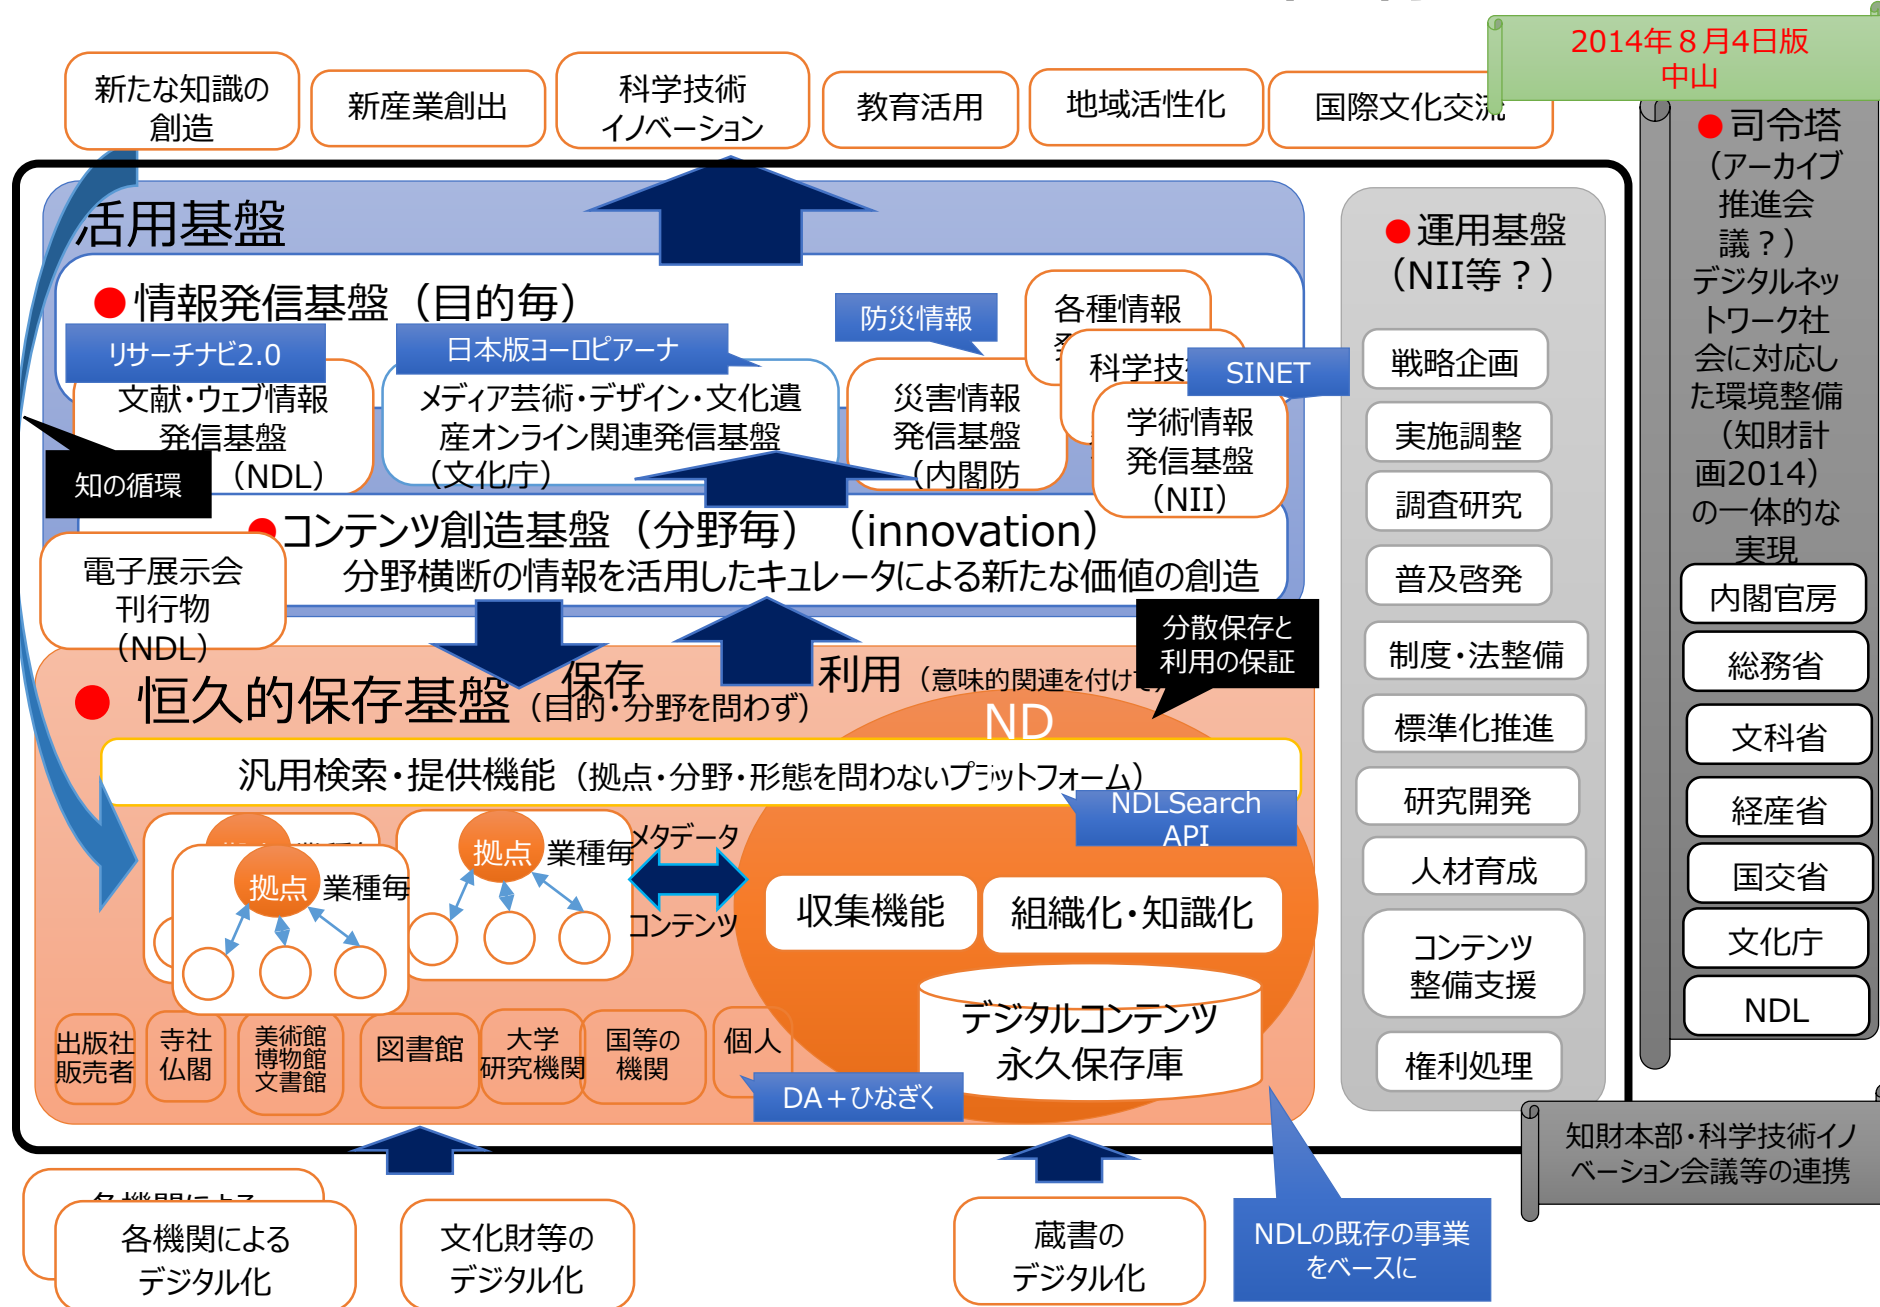 2014年８月4日版
中山
新たな知識の
創造
新産業創出
科学技術
イノベーション
教育活用
地域活性化
国際文化交流
●司令塔
（アーカイブ
推進会
議？）
デジタルネッ
トワーク社
会に対応し
た環境整備
（知財計
画2014）
の一体的な
実現
内閣官房
総務省
文科省
経産省
国交省
文化庁
NDL
知財本部・科学技術イノ
ベーション会議等の連携
活用基盤
●情報発信基盤（目的毎）
リサーチナビ2.0
日本版ヨーロピアーナ
防災情報
各種情報
科学技
SINET
文献・ウェブ情報
発信基盤
（NDL）
メディア芸術・デザイン・文化遺
産オンライン関連発信基盤
（文化庁）
災害情報
発信基盤
（内閣防
学術情報
発信基盤
（NII）
知の循環
●コンテンツ創造基盤（分野毎）（innovation）
分野横断の情報を活用したキュレータによる新たな価値の創造
電子展示会
刊行物
（NDL）
分散保存と
利用の保証
保存
利用（意味的関連を付けて
● 恒久的保存基盤（目的・分野を問わず）
ND
汎用検索・提供機能（拠点・分野・形態を問わないプラットフォーム）
NDLSearch
API
拠点 業種毎
拠点 業種毎
メタデータ
コンテンツ
収集機能
組織化・知識化
デジタルコンテンツ
永久保存庫
出版社
販売者
寺社
仏閣
美術館
博物館
文書館
図書館
大学
研究機関
国等の
機関
個人
DA＋ひなぎく
●運用基盤
（NII等？）
戦略企画
実施調整
調査研究
普及啓発
制度・法整備
標準化推進
研究開発
人材育成
コンテンツ
整備支援
権利処理
各機関による
デジタル化
文化財等の
デジタル化
蔵書の
デジタル化
NDLの既存の事業
をベースに